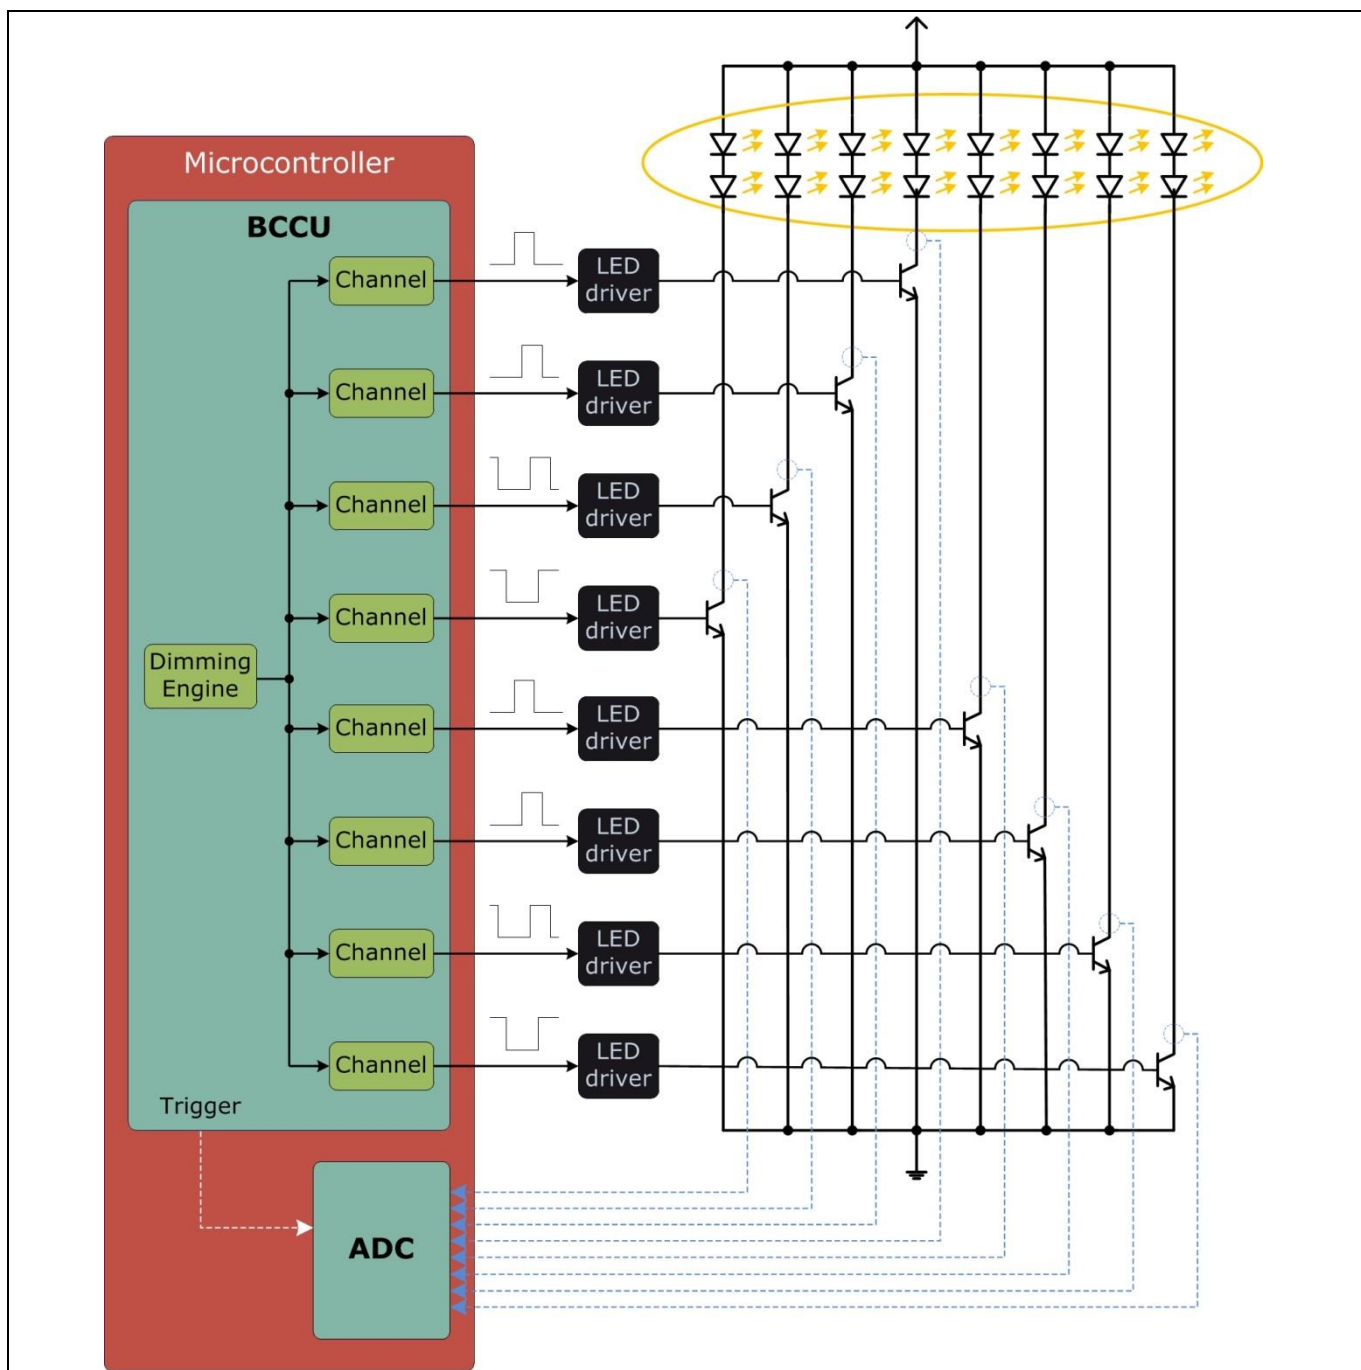 Microcontroller
BCCU
Channel
LED
driver
Channel
LED
driver
Channel
LED
driver
Channel
LED
driver
Dimming
Engine
Channel
LED
driver
Channel
LED
driver
Channel
LED
driver
Channel
LED
driver
Trigger
ADC